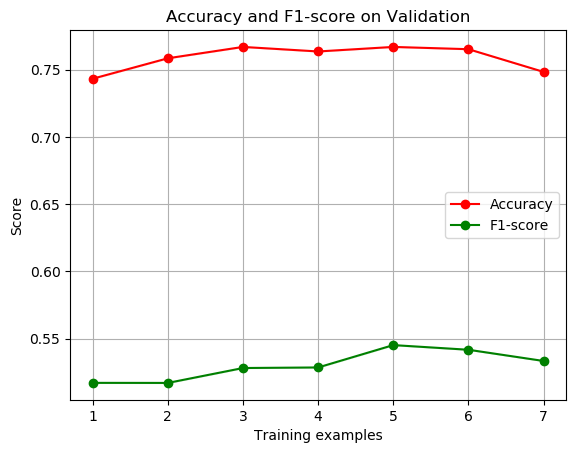 Accuracy and F1-score on Validation
Score
0.75
0.70
0.65
0.60
0.55
Accuracy
F1-score
1 2 3 4 5 6 7
Training examples